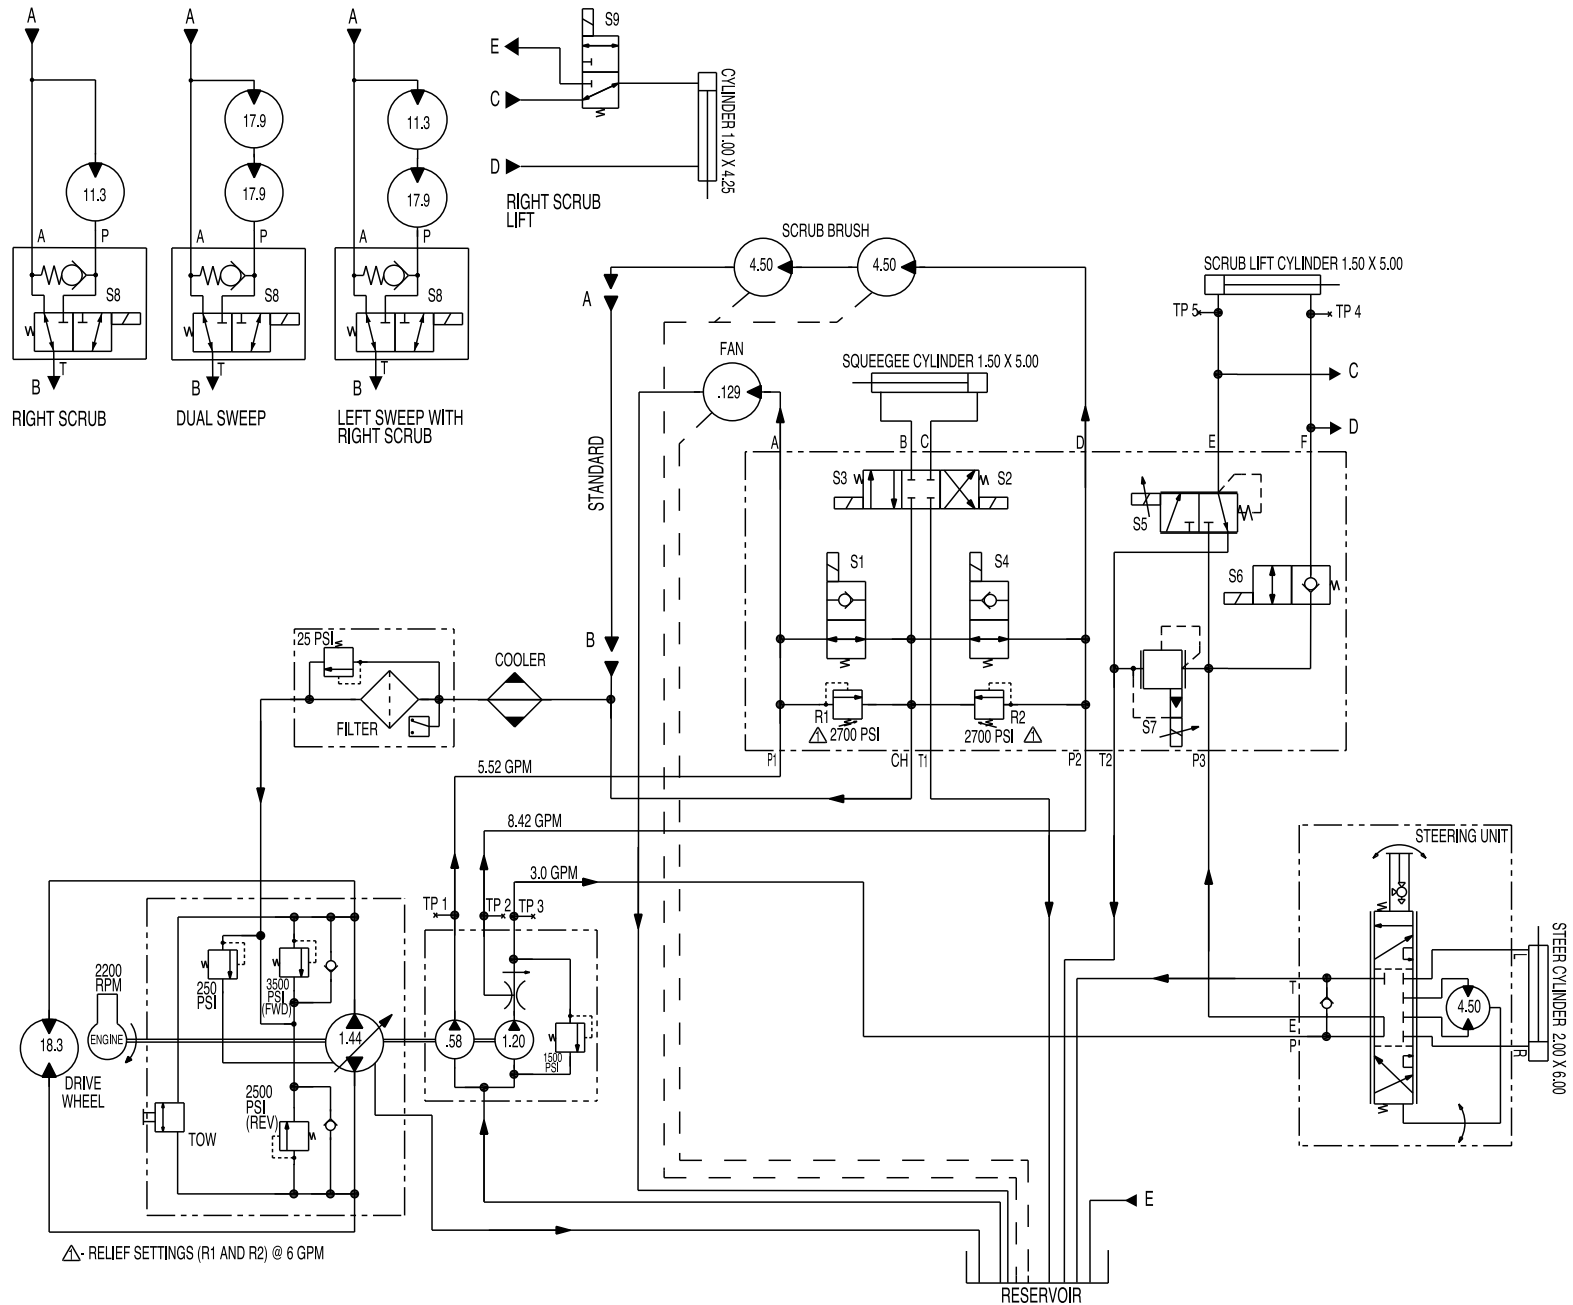 A
A
A
S9
E
C
D
CYLINDER 1.00 X 4.25
RIGHT SCRUB
LIFT
11.3
17.9
17.9
11.3
17.9
A
P
A
P
A
P
S8
S8
S8
W
W
W
W
T
T
T
B
B
B
RIGHT SCRUB
DUAL SWEEP
LEFT SWEEP WITH
RIGHT SCRUB
SCRUB BRUSH
4.50
4.50
A
FAN
.129
STANDARD
B
SQUEEGEE CYLINDER 1.50 X 5.00
SCRUB LIFT CYLINDER 1.50 X 5.00
TP 5
TP 4
C
D
A
B
C
D
E
F
S3
W
W
S2
S5
W
S1
S4
S6
W
W
W
R1
2700 PSI
1
R2
2700 PSI
1
S7
P1
CH
T1
P2
T2
P3
25 PSI
W
FILTER
COOLER
5.52 GPM
8.42 GPM
3.0 GPM
TP 1
TP 2
TP 3
2200
RPM
ENGINE
18.3
DRIVE
WHEEL
W
250
PSI
W
3500
PSI
(FWD)
1.44
2500
PSI
(REV)
W
TOW
.58
1.20
W
1500
PSI
STEERING UNIT
W
T
E
P
4.50
W
L
R
STEER CYLINDER 2.00 X 6.00
E
RESERVOIR
1 - RELIEF SETTINGS (R1 AND R2) @ 6 GPM